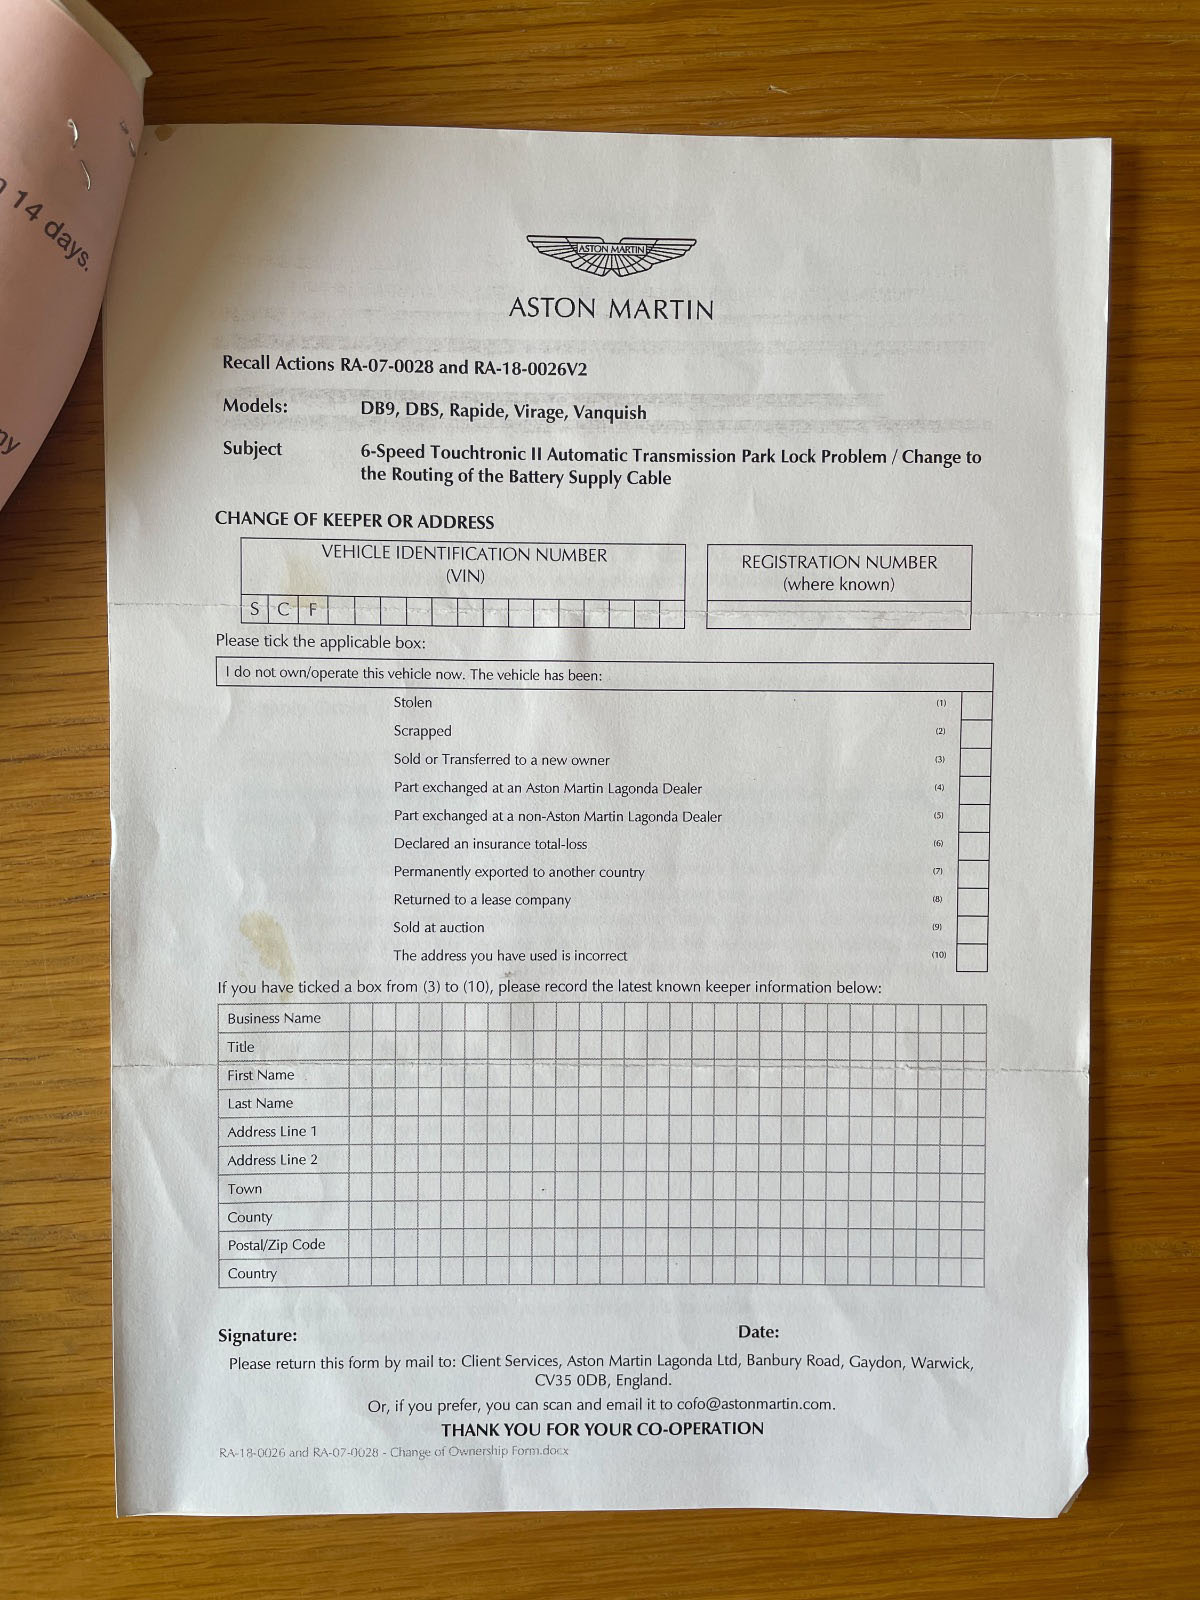 14 days.
ASTON MARTIN
ASTON MARTIN
Recall Actions RA-07-0028 and RA-18-0026V2
Models: DB9, DBS, Rapide, Virage, Vanquish
Subject 6-Speed Touchtronic II Automatic Transmission Park Lock Problem / Change to
the Routing of the Battery Supply Cable
CHANGE OF KEEPER OR ADDRESS
VEHICLE IDENTIFICATION NUMBER
(VIN)
S C F
REGISTRATION NUMBER
(where known)
Please tick the applicable box:
I do not own/operate this vehicle now. The vehicle has been:
Stolen (1)
Scrapped (2)
Sold or Transferred to a new owner (3)
Part exchanged at an Aston Martin Lagonda Dealer (4)
Part exchanged at a non-Aston Martin Lagonda Dealer (5)
Declared an insurance total-loss (6)
Permanently exported to another country (7)
Returned to a lease company (8)
Sold at auction (9)
The address you have used is incorrect (10)
If you have ticked a box from (3) to (10), please record the latest known keeper information below:
Business Name
Title
First Name
Last Name
Address Line 1
Address Line 2
Town
County
Postal/Zip Code
Country
Signature: Date:
Please return this form by mail to: Client Services, Aston Martin Lagonda Ltd, Banbury Road, Gaydon, Warwick,
CV35 0DB, England.
Or, if you prefer, you can scan and email it to cofo@astonmartin.com.
THANK YOU FOR YOUR CO-OPERATION
RA-18-0026 and RA-07-0028 - Change of Ownership Form.docx